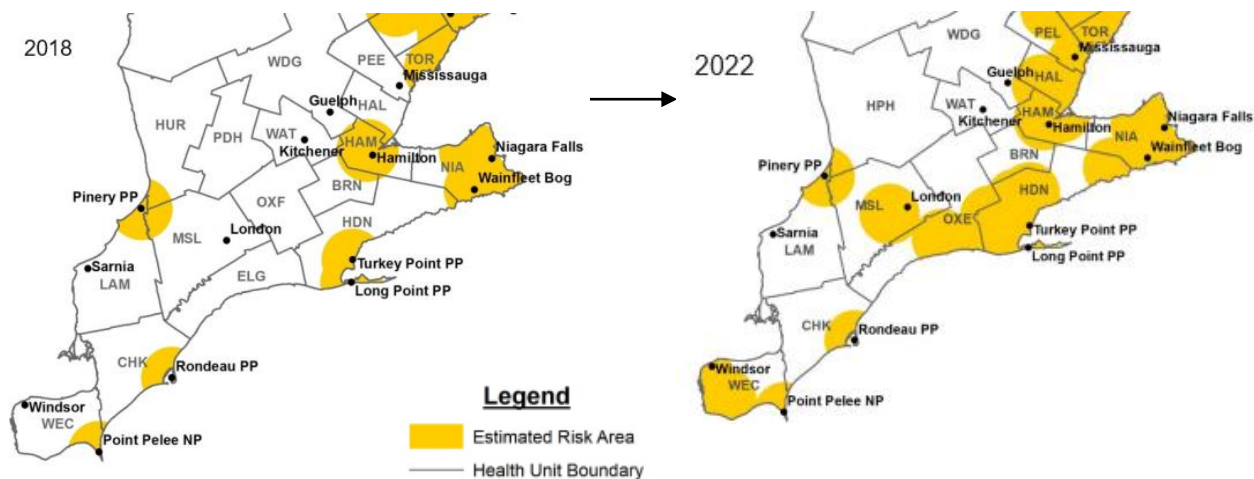 2018
WDG
PEE
TOR
Mississauga
Guelph
HAL
HUR
PDH
WAT
Kitchener
HAM
Hamilton
NIA
Niagara Falls
Wainfleet Bog
BRN
Pinery PP
OXF
MSL
London
HDN
Sarnia
LAM
ELG
Turkey Point PP
Long Point PP
CHK
Rondeau PP
Windsor
WEC
Point Pelee NP
Legend
Estimated Risk Area
Health Unit Boundary
2022
PEL
TOR
WDG
Mississauga
Guelph
HAL
HPH
WAT
Kitchener
HAM
Hamilton
NIA
Niagara Falls
Wainfleet Bog
BRN
Pinery PP
HDN
MSL
London
OXE
Turkey Point PP
Sarnia
LAM
Long Point PP
CHK
Rondeau PP
Windsor
WEC
Point Pelee NP